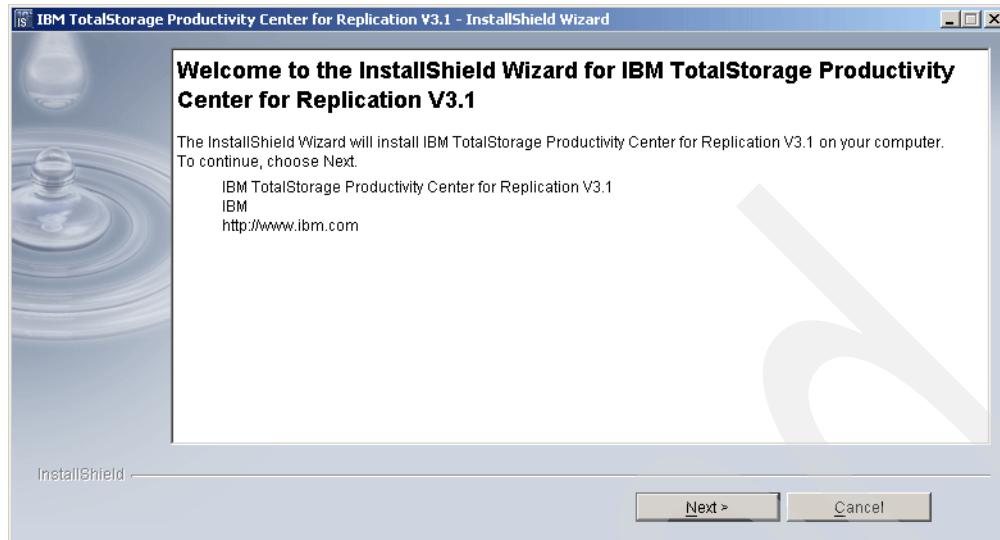 IBM TotalStorage Productivity Center for Replication V3.1 - InstallShield Wizard
Welcome to the InstallShield Wizard for IBM TotalStorage Productivity
Center for Replication V3.1
The InstallShield Wizard will install IBM TotalStorage Productivity Center for Replication V3.1 on your computer.
To continue, choose Next.
IBM TotalStorage Productivity Center for Replication V3.1
IBM
http://www.ibm.com
InstallShield
Next >
Cancel